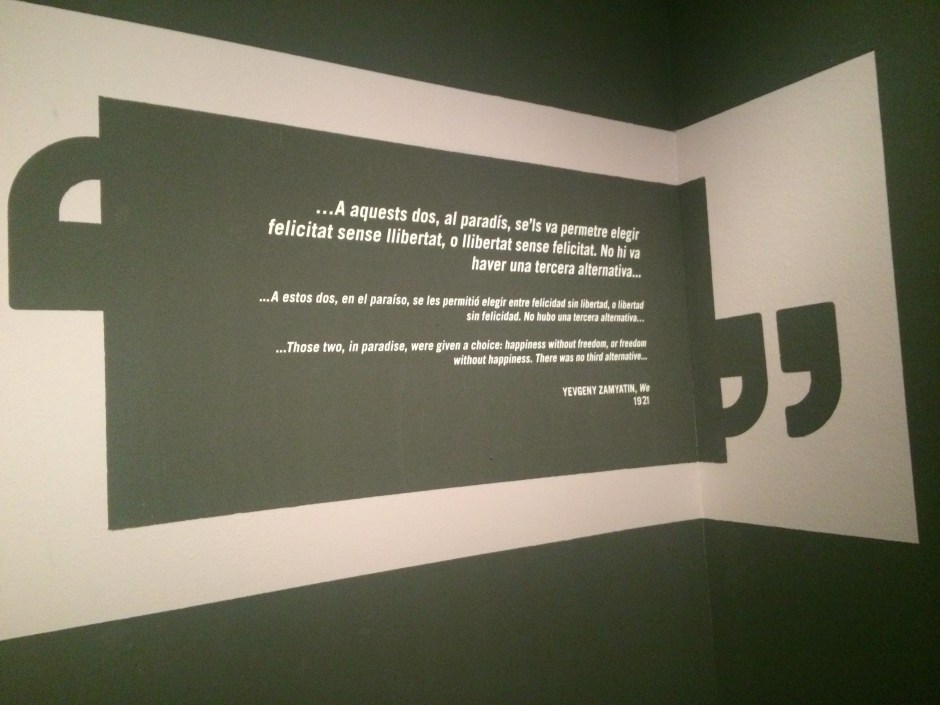 ...A aquests dos, al paradís, se'ls va permetre elegir
felicitat sense llibertat, o llibertat sense felicitat. No hi va
haver una tercera alternativa...
...A estos dos, en el paraíso, se les permitió elegir entre felicidad sin libertad, o libertad
sin felicidad. No hubo una tercera alternativa...
...Those two, in paradise, were given a choice: happiness without freedom, or freedom
without happiness. There was no third alternative...
YEVGENY ZAMYATIN, We
1921